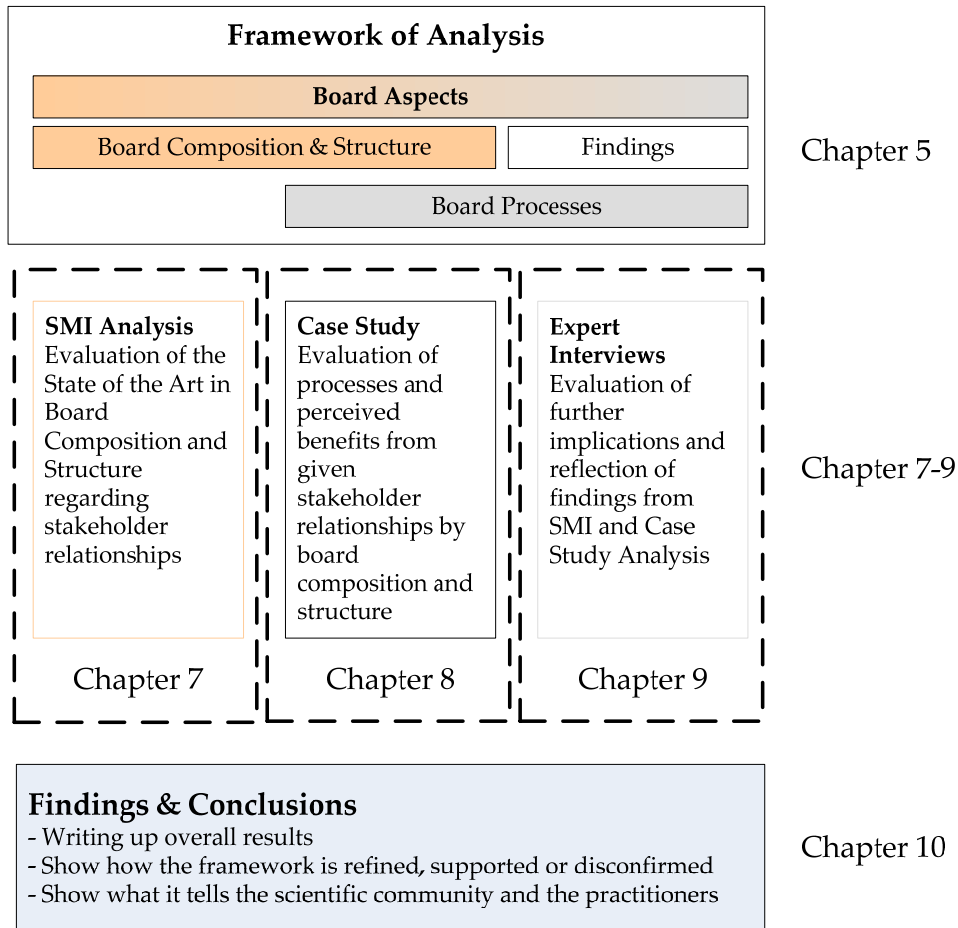 Framework of Analysis
Board Aspects
Board Composition & Structure
Findings
Board Processes
Chapter 5
SMI Analysis
Evaluation of the
State of the Art in
Board
Composition and
Structure
regarding
stakeholder
relationships
Chapter 7
Case Study
Evaluation of
processes and
perceived
benefits from
given
stakeholder
relationships by
board
composition and
structure
Chapter 8
Expert
Interviews
Evaluation of
further
implications and
reflection of
findings from
SMI and Case
Study Analysis
Chapter 9
Chapter 7-9
Findings & Conclusions
- Writing up overall results
- Show how the framework is refined, supported or disconfirmed
- Show what it tells the scientific community and the practitioners
Chapter 10